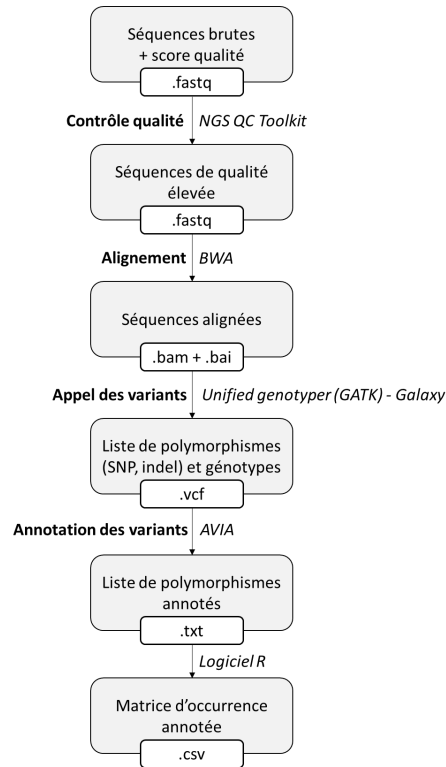 Séquences brutes
+ score qualité
.fastq
Contrôle qualité NGS QC Toolkit
Séquences de qualité
élevée
.fastq
Alignement BWA
Séquences alignées
.bam + .bai
Appel des variants Unified genotyper (GATK) - Galaxy
Liste de polymorphismes
(SNP, indel) et génotypes
.vcf
Annotation des variants AVIA
Liste de polymorphismes
annotés
.txt
Logiciel R
Matrice d'occurrence
annotée
.csv